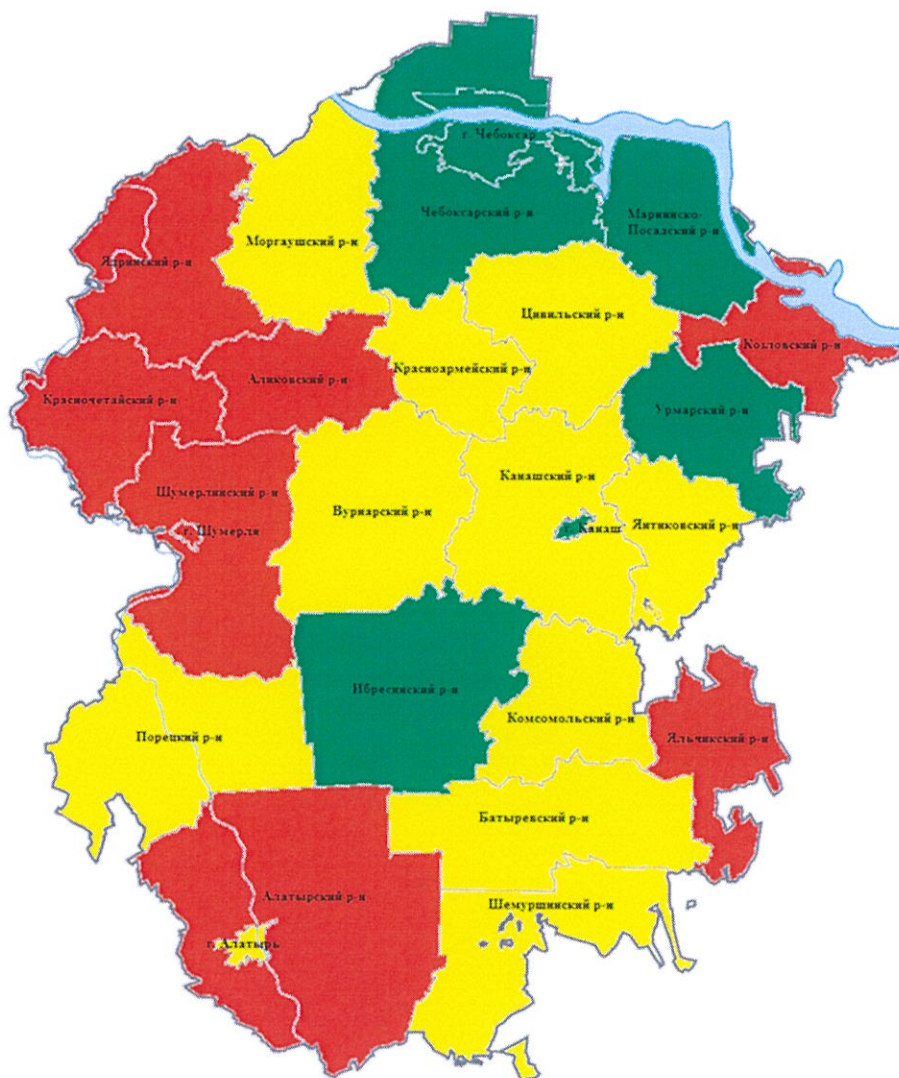 г. Чебоксар
Чебоксарский р-н
Мариинско-
Посадский р-н
Моргаушский р-н
Ядринский р-н
Цивильский р-н
Козловский р-н
Красноармейский р-н
Аликовский р-н
Красночетайский р-н
Урмарский р-н
Канашский р-н
Шумерлинский р-н
Вурнарский р-н
г. Канаш
Янтиковский р-н
г. Шумерля
Ибресинский р-н
Комсомольский р-н
Порецкий р-н
Яльчикский р-н
Батыревский р-н
Алатырский р-н
Шемуршинский р-н
г. Алатырь